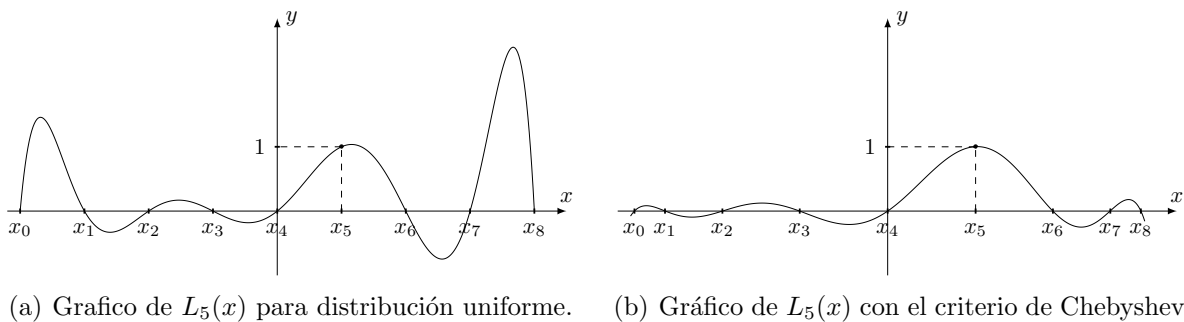 y
x
1
x0 x1 x2 x3 x4 x5 x6 x7 x8
(a) Grafico de L5(x) para distribución uniforme.
y
x
1
x0 x1 x2 x3 x4 x5 x6 x7 x8
(b) Gráfico de L5(x) con el criterio de Chebyshev